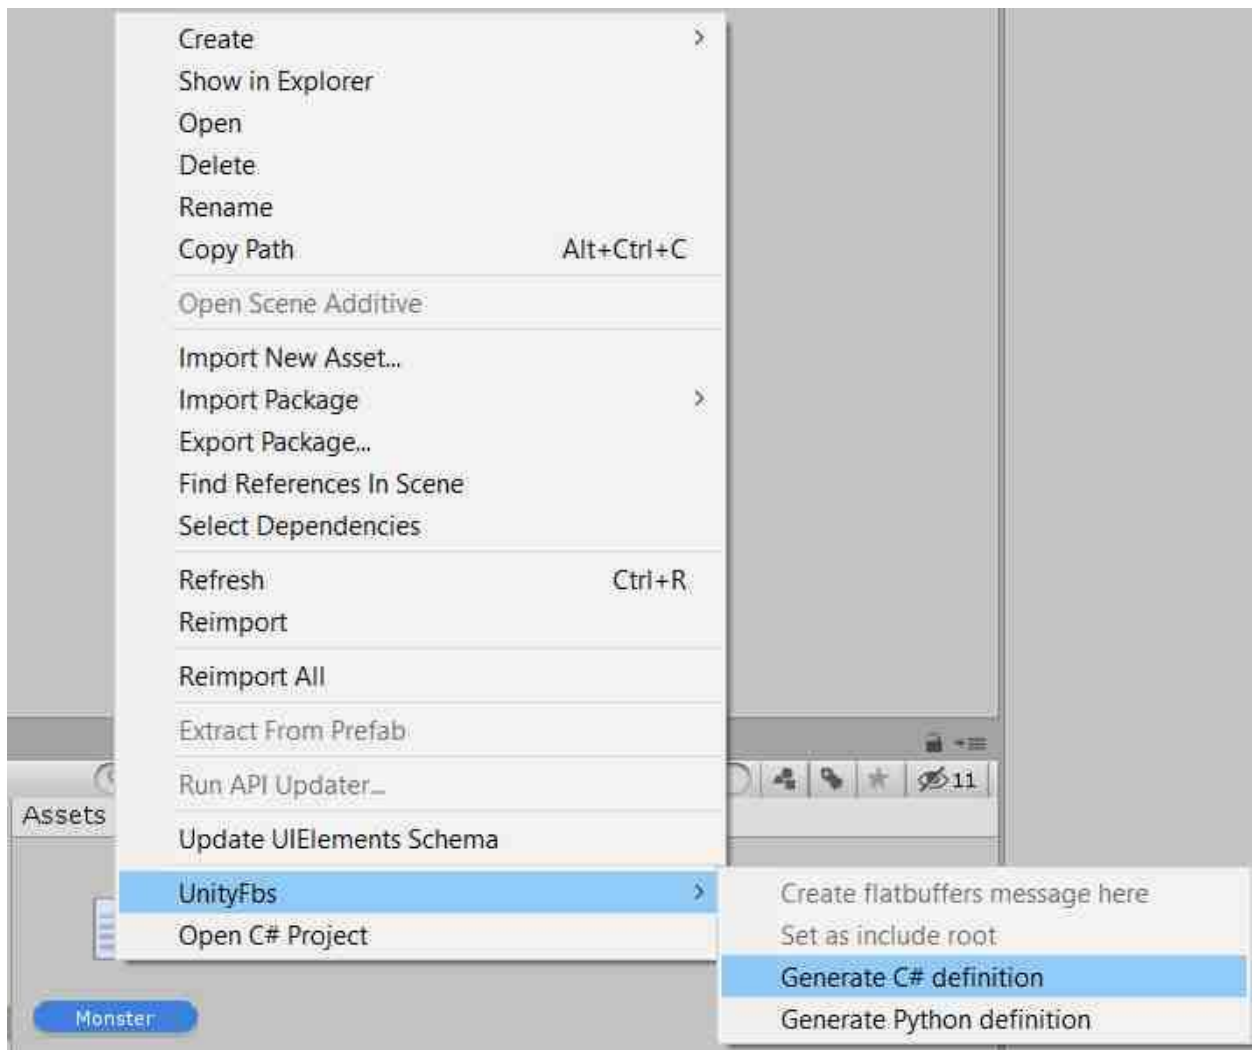 Create
Show in Explorer
Open
Delete
Rename
Copy Path Alt+Ctrl+C
Open Scene Additive
Import New Asset...
Import Package
Export Package...
Find References In Scene
Select Dependencies
Refresh Ctrl+R
Reimport
Reimport All
Extract From Prefab
Run API Updater...
11
Assets
Update UIElements Schema
UnityFbs
Create flatbuffers message here
Open C# Project
Set as include root
Generate C# definition
Monster
Generate Python definition